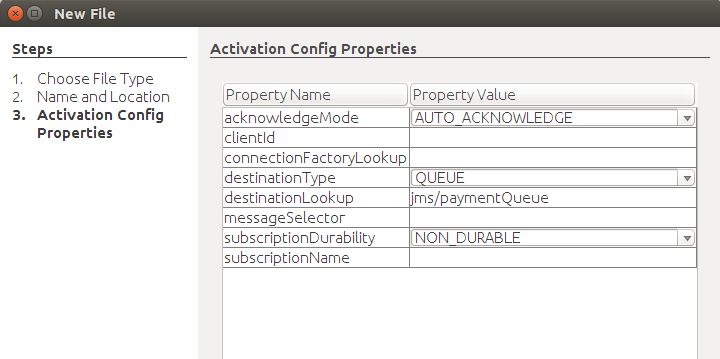 New File
Steps
1. Choose File Type
2. Name and Location
3. Activation Config
Properties
Activation Config Properties
Property Name Property Value
acknowledgeMode AUTO_ACKNOWLEDGE
clientId
connectionFactoryLookup
destinationType QUEUE
destinationLookup jms/paymentQueue
messageSelector
subscriptionDurability NON_DURABLE
subscriptionName